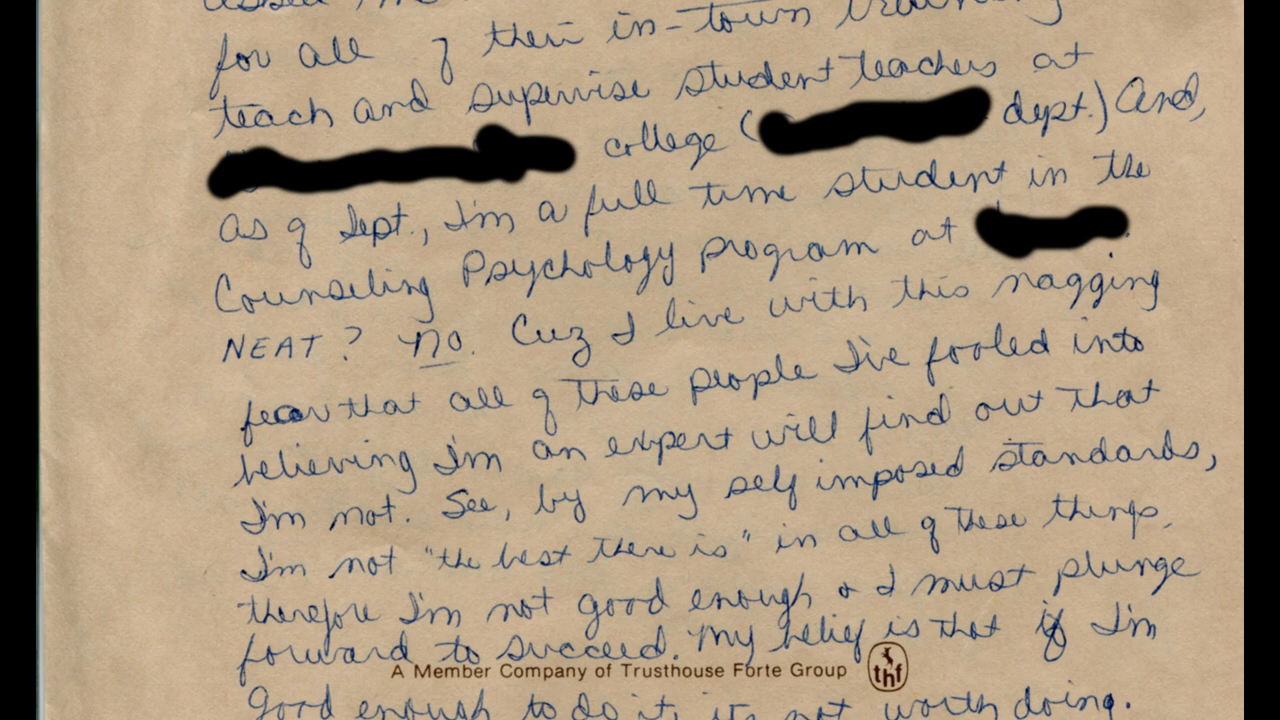 asked me
for all of their in-town training
teach and supervise student teachers at
college ( dept.) And,
as of Sept., I'm a full time student in the
Counseling Psychology program at
NEAT? no. Cuz I live with this nagging
fear that all of these people I've fooled into
believing I'm an expert will find out that
I'm not. See, by my self imposed standards,
I'm not "the best there is" in all of these things,
therefore I'm not good enough & I must plunge
forward to succeed. My belief is that if I'm
A Member Company of Trusthouse Forte Group thf
good enough to do it, it's not worth doing.